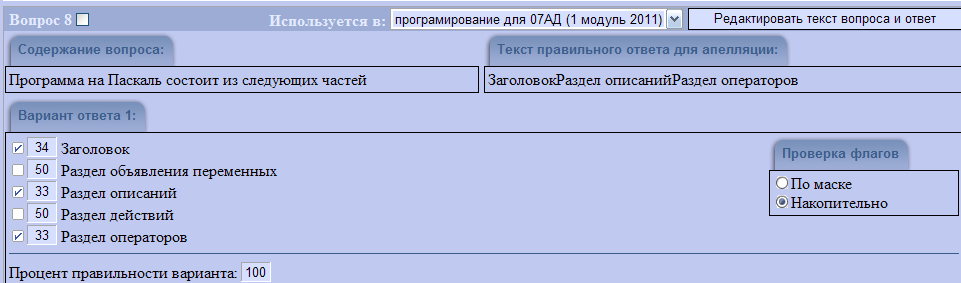 Вопрос 8 Используется в: програмирование для 07АД (1 модуль 2011) Редактировать текст вопроса и ответ
Содержание вопроса: Текст правильного ответа для апелляции:
Программа на Паскаль состоит из следующих частей ЗаголовокРаздел описанийРаздел операторов
Вариант ответа 1:
34 Заголовок
50 Раздел объявления переменных
33 Раздел описаний
50 Раздел действий
33 Раздел операторов
Проверка флагов
По маске
Накопительно
Процент правильности варианта: 100